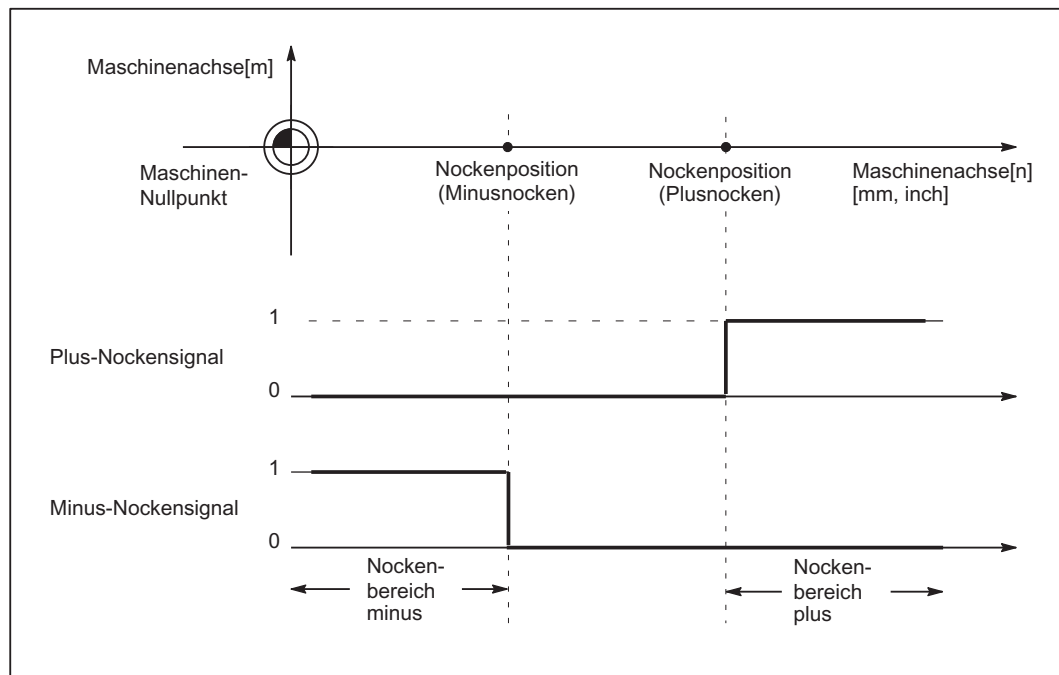 Maschinenachse[m]
Maschinen-
Nullpunkt
Nockenposition
(Minusnocken)
Nockenposition
(Plusnocken)
Maschinenachse[n]
[mm, inch]
1
Plus-Nockensignal
0
1
Minus-Nockensignal
0
Nocken-
bereich
minus
Nocken-
bereich
plus